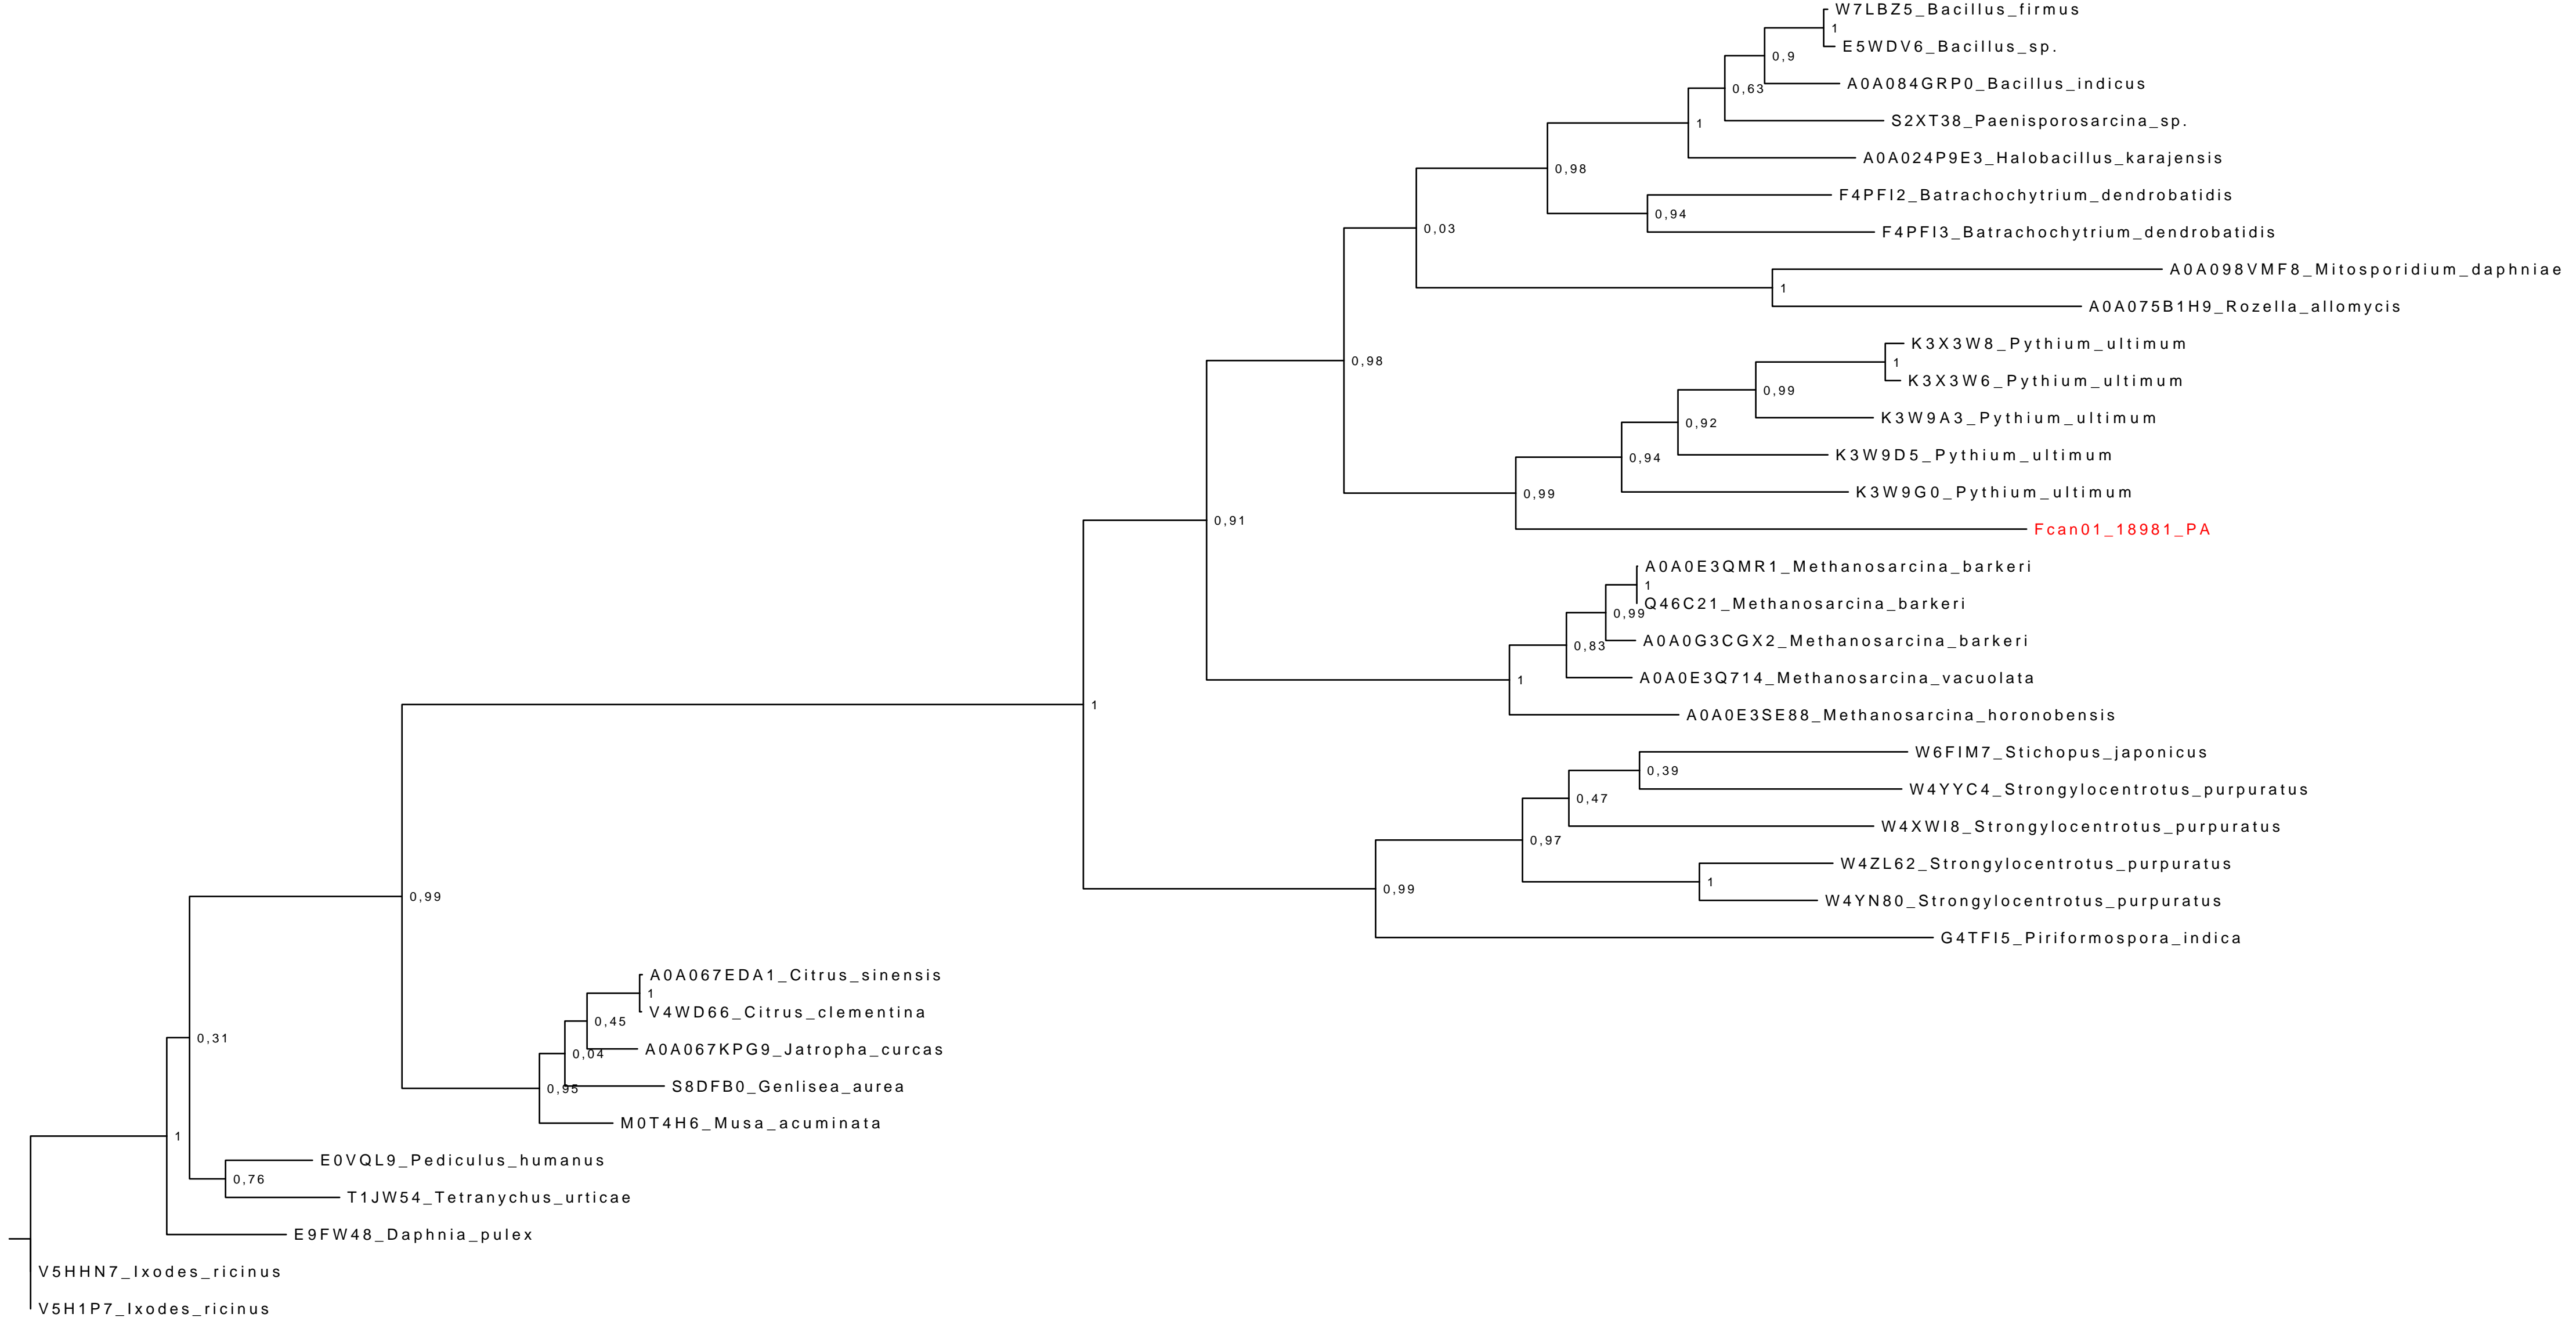 W7LBZ5_Bacillus_firmus
1
E5WDV6_Bacillus_sp.
0,9
A0A084GRP0_Bacillus_indicus
0,63
S2XT38_Paenisporosarcina_sp.
1
A0A024P9E3_Halobacillus_karajensis
0,98
F4PFI2_Batrachochytrium_dendrobatidis
0,94
F4PFI3_Batrachochytrium_dendrobatidis
0,03
A0A098VMF8_Mitosporidium_daphniae
1
A0A075B1H9_Rozella_allomycis
K3X3W8_Pythium_ultimum
1
0,98
K3X3W6_Pythium_ultimum
0,99
K3W9A3_Pythium_ultimum
0,92
K3W9D5_Pythium_ultimum
0,94
K3W9G0_Pythium_ultimum
0,99
0,91
Fcan01_18981_PA
A0A0E3QMR1_Methanosarcina_barkeri
1
Q46C21_Methanosarcina_barkeri
0,99
A0A0G3CGX2_Methanosarcina_barkeri
0,83
A0A0E3Q714_Methanosarcina_vacuolata
1
1
A0A0E3SE88_Methanosarcina_horonobensis
W6FIM7_Stichopus_japonicus
0,39
W4YYC4_Strongylocentrotus_purpuratus
0,47
W4XWI8_Strongylocentrotus_purpuratus
0,97
W4ZL62_Strongylocentrotus_purpuratus
1
0,99
0,99
W4YN80_Strongylocentrotus_purpuratus
G4TFI5_Piriformospora_indica
A0A067EDA1_Citrus_sinensis
1
V4WD66_Citrus_clementina
0,45
0,31
A0A067KPG9_Jatropha_curcas
0,04
S8DFB0_Genlisea_aurea
0,95
M0T4H6_Musa_acuminata
1
E0VQL9_Pediculus_humanus
0,76
T1JW54_Tetranychus_urticae
E9FW48_Daphnia_pulex
V5HHN7_Ixodes_ricinus
V5H1P7_Ixodes_ricinus